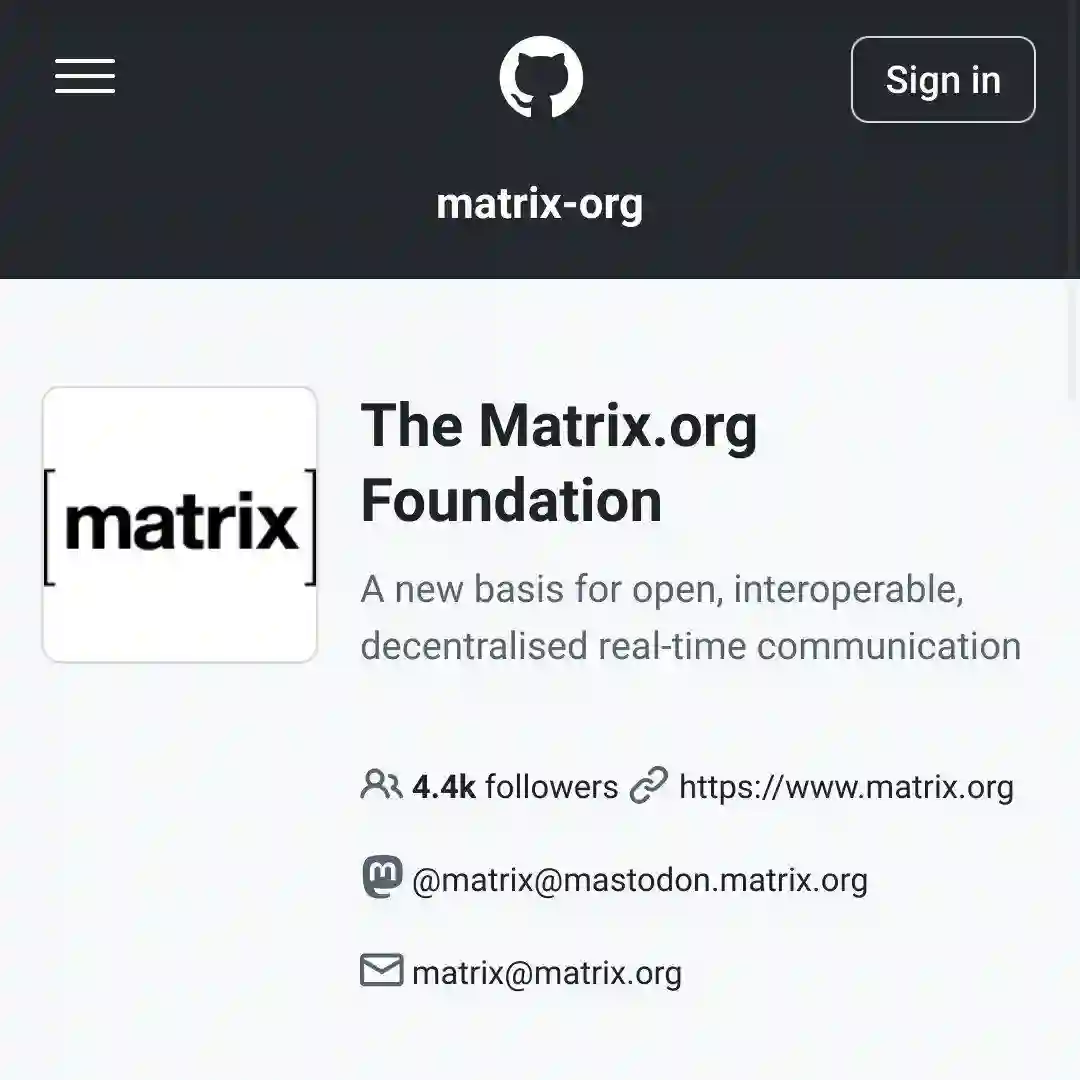 Sign in
matrix-org
[matrix]
The Matrix.org
Foundation
A new basis for open, interoperable,
decentralised real-time communication
4.4k followers https://www.matrix.org
@matrix@mastodon.matrix.org
matrix@matrix.org